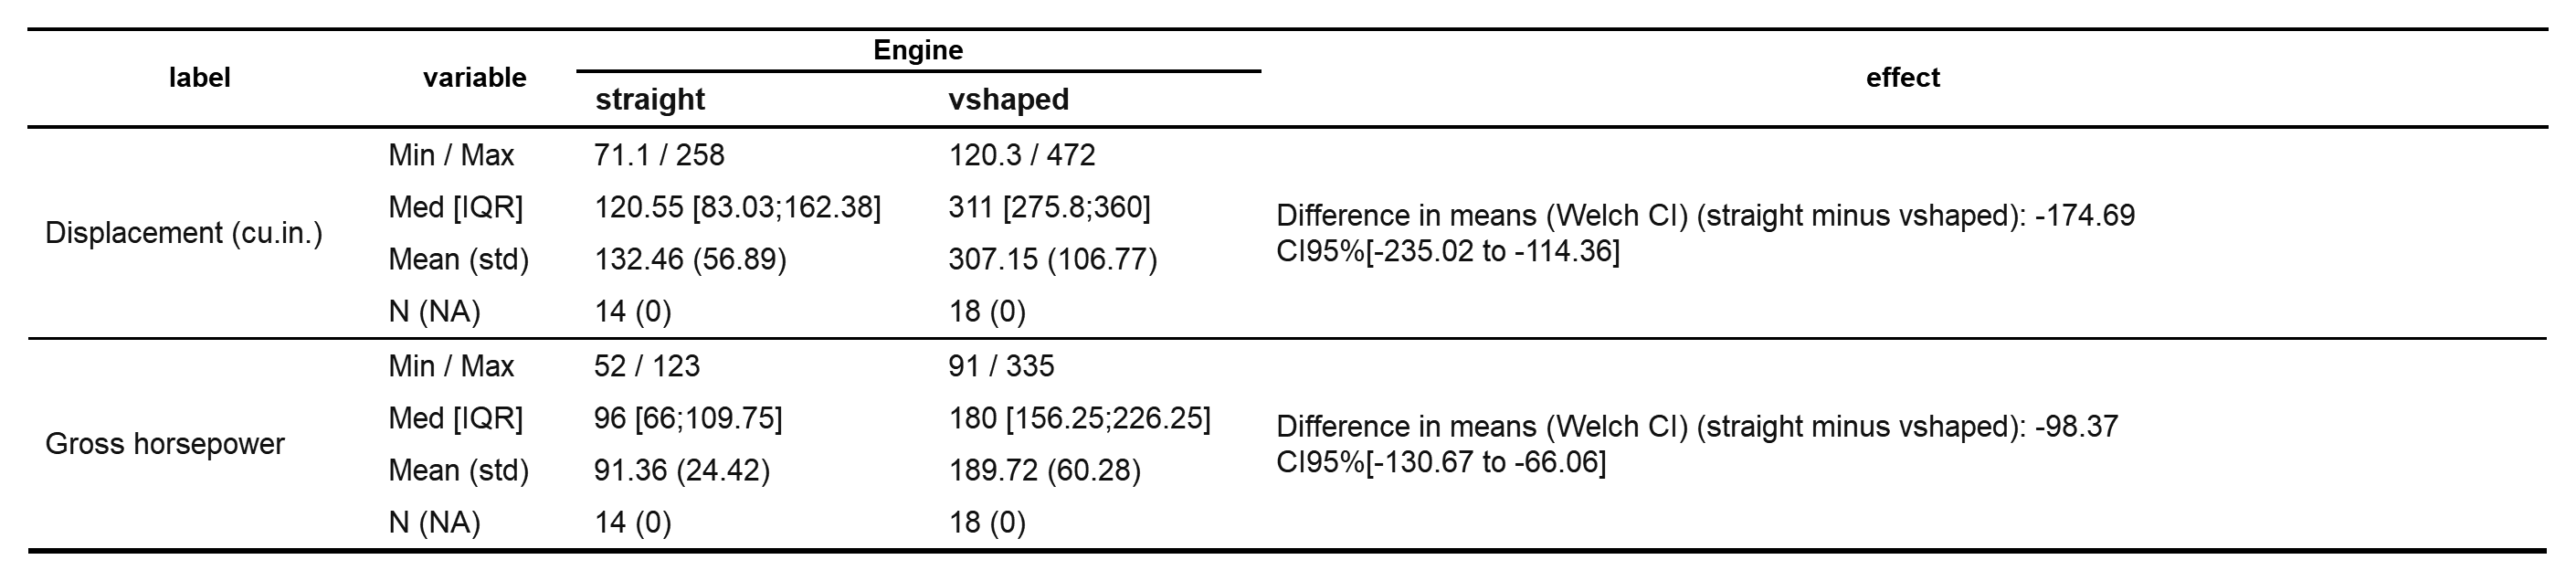 label variable Engine effect
straight vshaped
Displacement (cu.in.)
Min / Max 71.1 / 258 120.3 / 472
Med [IQR] 120.55 [83.03;162.38] 311 [275.8;360]
Mean (std) 132.46 (56.89) 307.15 (106.77)
N (NA) 14 (0) 18 (0)
Difference in means (Welch CI) (straight minus vshaped): -174.69
CI95%[-235.02 to -114.36]
Gross horsepower
Min / Max 52 / 123 91 / 335
Med [IQR] 96 [66;109.75] 180 [156.25;226.25]
Mean (std) 91.36 (24.42) 189.72 (60.28)
N (NA) 14 (0) 18 (0)
Difference in means (Welch CI) (straight minus vshaped): -98.37
CI95%[-130.67 to -66.06]